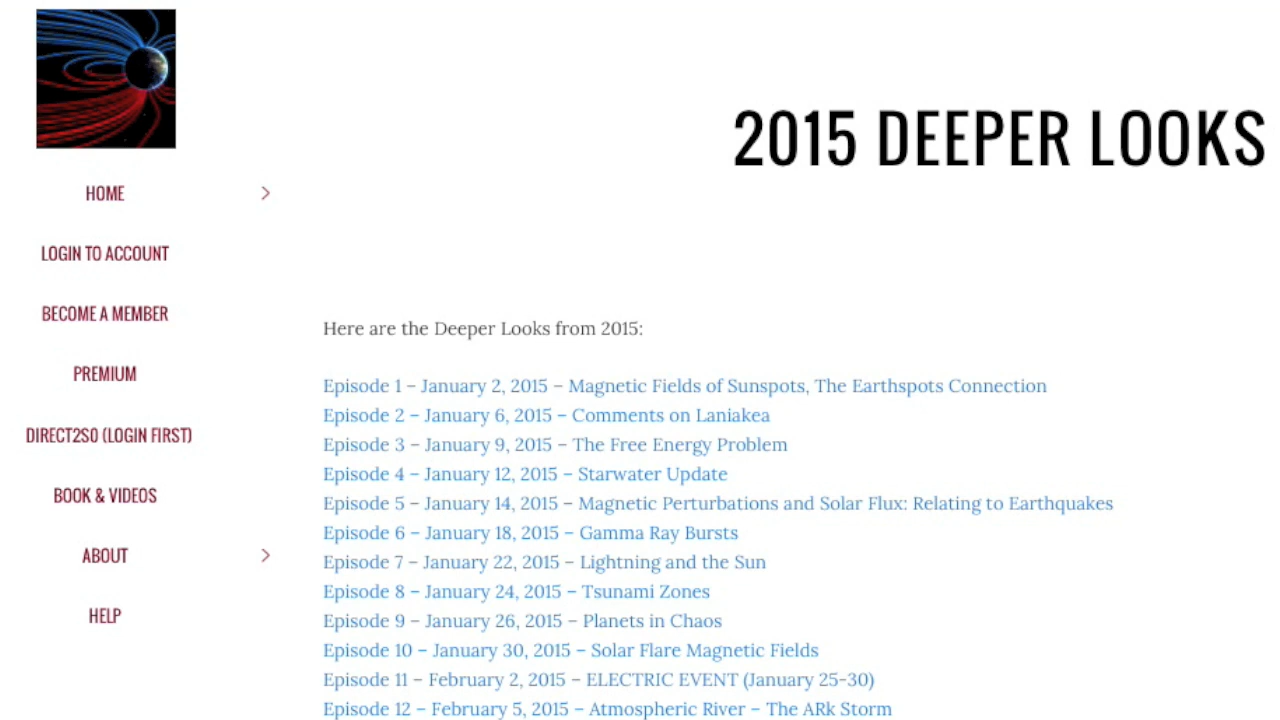 2015 DEEPER LOOKS
HOME
LOGIN TO ACCOUNT
BECOME A MEMBER
PREMIUM
DIRECT2S0 (LOGIN FIRST)
BOOK & VIDEOS
ABOUT
HELP
Here are the Deeper Looks from 2015:
Episode 1 – January 2, 2015 – Magnetic Fields of Sunspots, The Earthspots Connection
Episode 2 – January 6, 2015 – Comments on Laniakea
Episode 3 – January 9, 2015 – The Free Energy Problem
Episode 4 – January 12, 2015 – Starwater Update
Episode 5 – January 14, 2015 – Magnetic Perturbations and Solar Flux: Relating to Earthquakes
Episode 6 – January 18, 2015 – Gamma Ray Bursts
Episode 7 – January 22, 2015 – Lightning and the Sun
Episode 8 – January 24, 2015 – Tsunami Zones
Episode 9 – January 26, 2015 – Planets in Chaos
Episode 10 – January 30, 2015 – Solar Flare Magnetic Fields
Episode 11 – February 2, 2015 – ELECTRIC EVENT (January 25-30)
Episode 12 – February 5, 2015 – Atmospheric River – The ARk Storm